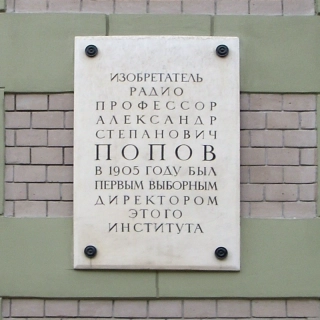 ИЗОБРЕТАТЕЛЬ
РАДИО
ПРОФЕССОР
АЛЕКСАНДР
СТЕПАНОВИЧ
ПОПОВ
В 1905 ГОДУ БЫЛ
ПЕРВЫМ ВЫБОРНЫМ
ДИРЕКТОРОМ
ЭТОГО
ИНСТИТУТА